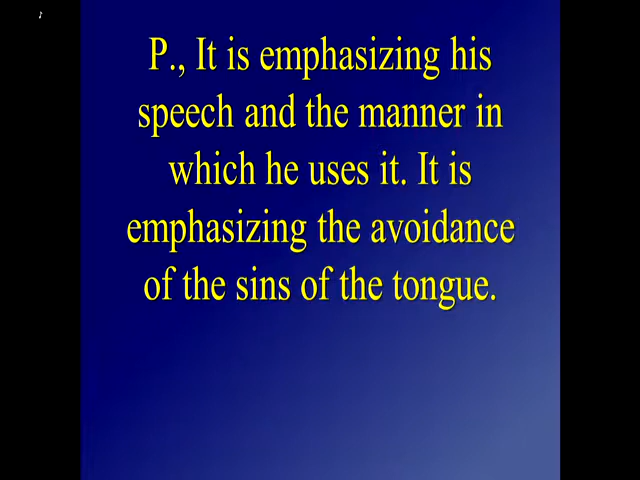 P., It is emphasizing his
speech and the manner in
which he uses it. It is
emphasizing the avoidance
of the sins of the tongue.